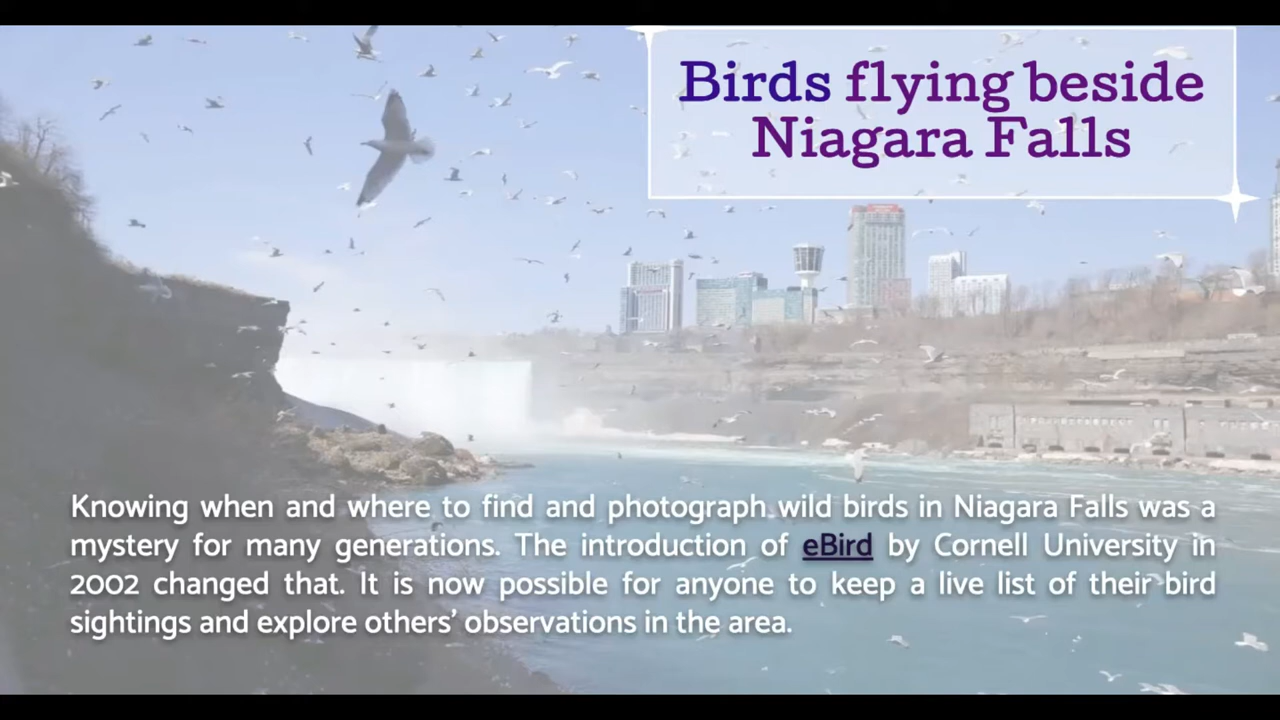 Birds flying beside
Niagara Falls
Knowing when and where to find and photograph wild birds in Niagara Falls was a
mystery for many generations. The introduction of eBird by Cornell University in
2002 changed that. It is now possible for anyone to keep a live list of their bird
sightings and explore others’ observations in the area.